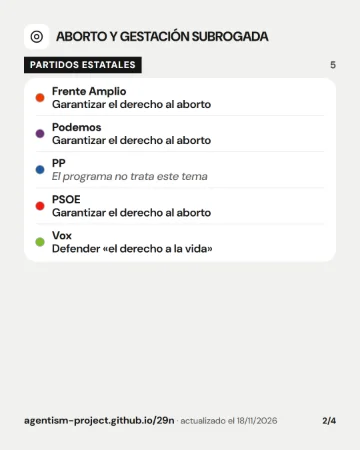 ABORTO Y GESTACIÓN SUBROGADA
PARTIDOS ESTATALES 5
Frente Amplio
Garantizar el derecho al aborto
Podemos
Garantizar el derecho al aborto
PP
El programa no trata este tema
PSOE
Garantizar el derecho al aborto
Vox
Defender «el derecho a la vida»
agentism-project.github.io/29n · actualizado el 18/11/2026 2/4